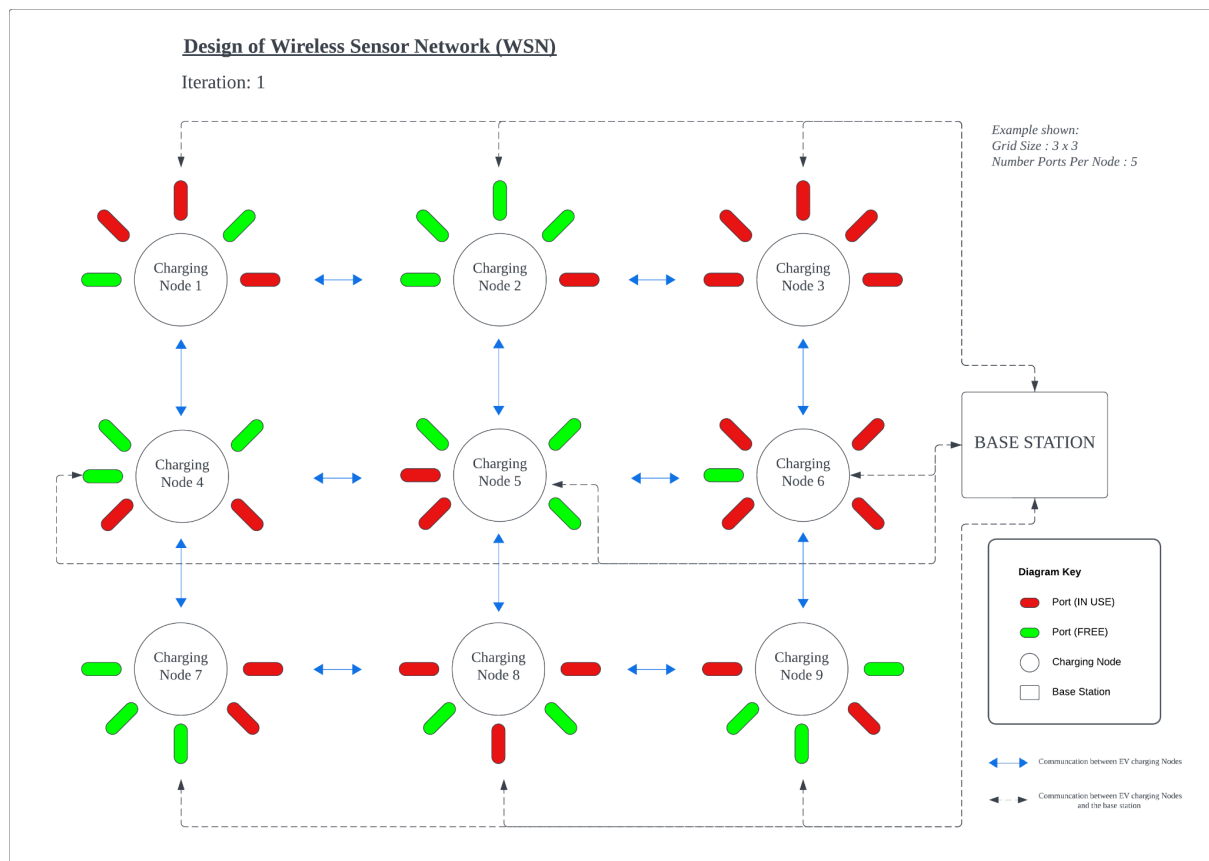 Design of Wireless Sensor Network (WSN)
Iteration: 1
Example shown:
Grid Size : 3 x 3
Number Ports Per Node : 5
Charging
Node 1
Charging
Node 2
Charging
Node 3
Charging
Node 4
Charging
Node 5
Charging
Node 6
BASE STATION
Charging
Node 7
Charging
Node 8
Charging
Node 9
Diagram Key
Port (IN USE)
Port (FREE)
Charging Node
Base Station
Communcation between EV charging Nodes
Communcation between EV charging Nodes
and the base station